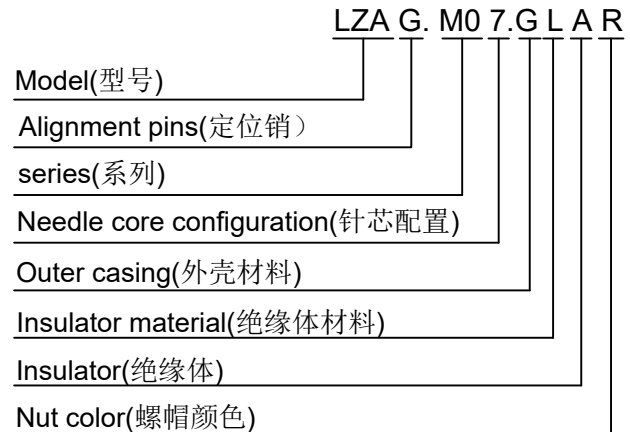 LZA G. M0 7.G L A R
Model(型号)
Alignment pins(定位销）
series(系列)
Needle core configuration(针芯配置)
Outer casing(外壳材料)
Insulator material(绝缘体材料)
Insulator(绝缘体)
Nut color(螺帽颜色)